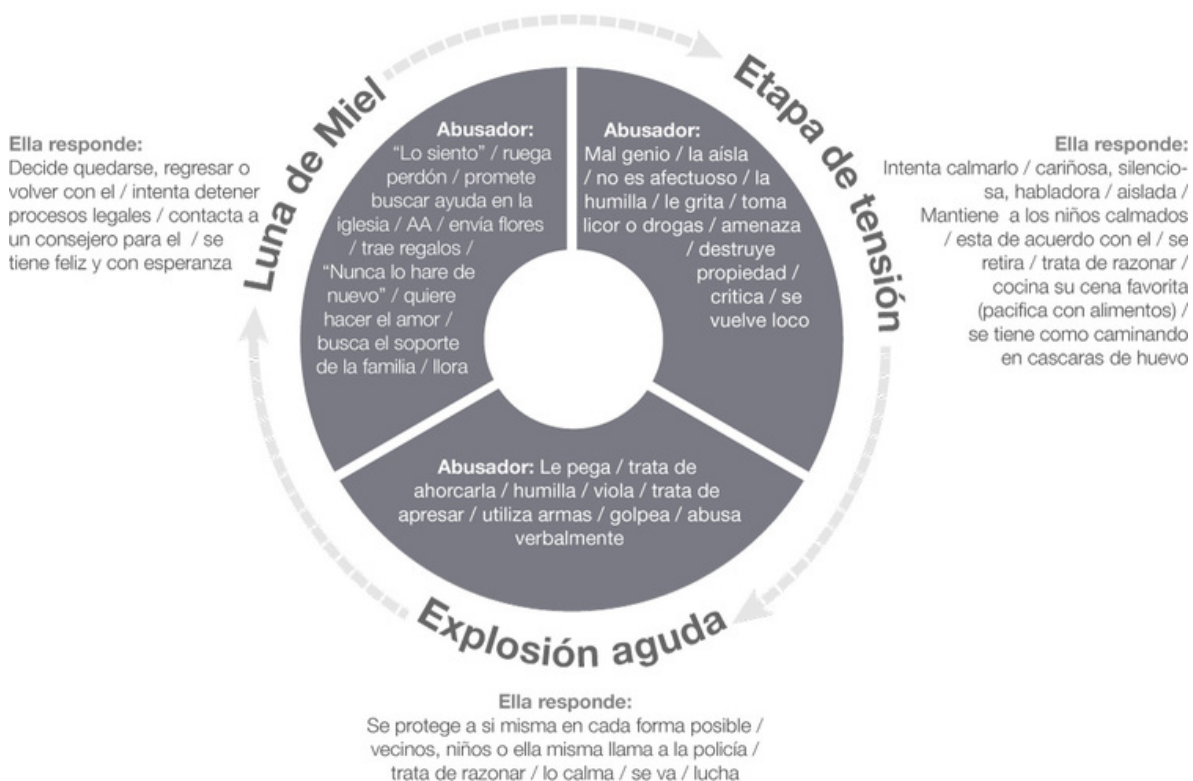 Luna de Miel
Etapa de tensión
Explosión aguda
Ella responde:
Decide quedarse, regresar o
volver con el / intenta detener
procesos legales / contacta a
un consejero para el / se
tiene feliz y con esperanza
Abusador:
“Lo siento” / ruega
perdón / promete
buscar ayuda en la
iglesia / AA / envía flores
/ trae regalos /
“Nunca lo hare de
nuevo” / quiere
hacer el amor /
busca el soporte
de la familia / llora
Abusador:
Mal genio / la aísla
/ no es afectuoso / la
humilla / le grita / toma
licor o drogas / amenaza
/ destruye
propiedad /
critica / se
vuelve loco
Ella responde:
Intenta calmarlo / cariñosa, silencio-
sa, habladora / aislada /
Mantiene a los niños calmados
/ esta de acuerdo con el / se
retira / trata de razonar /
cocina su cena favorita
(pacifica con alimentos) /
se tiene como caminando
en cascaras de huevo
Abusador: Le pega / trata de
ahorcarla / humilla / viola / trata de
apresar / utiliza armas / golpea / abusa
verbalmente
Ella responde:
Se protege a si misma en cada forma posible /
vecinos, niños o ella misma llama a la policía /
trata de razonar / lo calma / se va / lucha